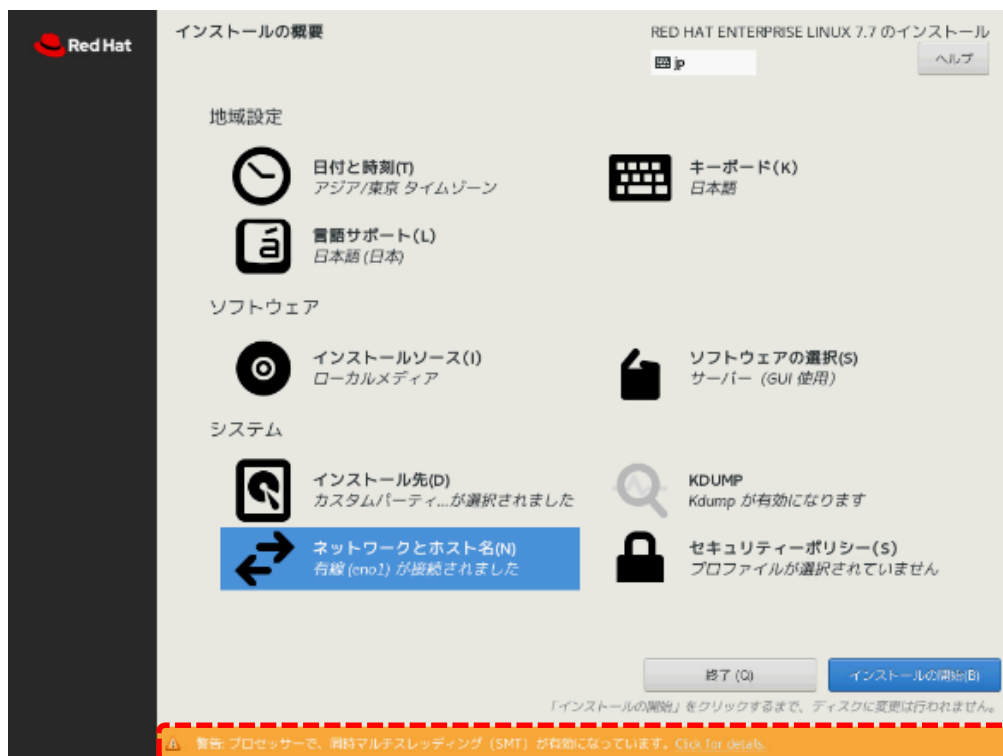 Red Hat
インストールの概要
RED HAT ENTERPRISE LINUX 7.7 のインストール
jp
ヘルプ
地域設定
日付と時刻(T)
アジア/東京 タイムゾーン
キーボード(K)
日本語
言語サポート(L)
日本語 (日本)
ソフトウェア
インストールソース(I)
ローカルメディア
ソフトウェアの選択(S)
サーバー (GUI 使用)
システム
インストール先(D)
カスタムパーティ...が選択されました
KDUMP
Kdump が有効になります
ネットワークとホスト名(N)
有線 (eno1) が接続されました
セキュリティーポリシー(S)
プロファイルが選択されていません
終了 (Q)
インストールの開始(B)
「インストールの開始」をクリックするまで、ディスクに変更は行われません。
警告: プロセッサーで、同時マルチスレッディング (SMT) が有効になっています。Click for details.